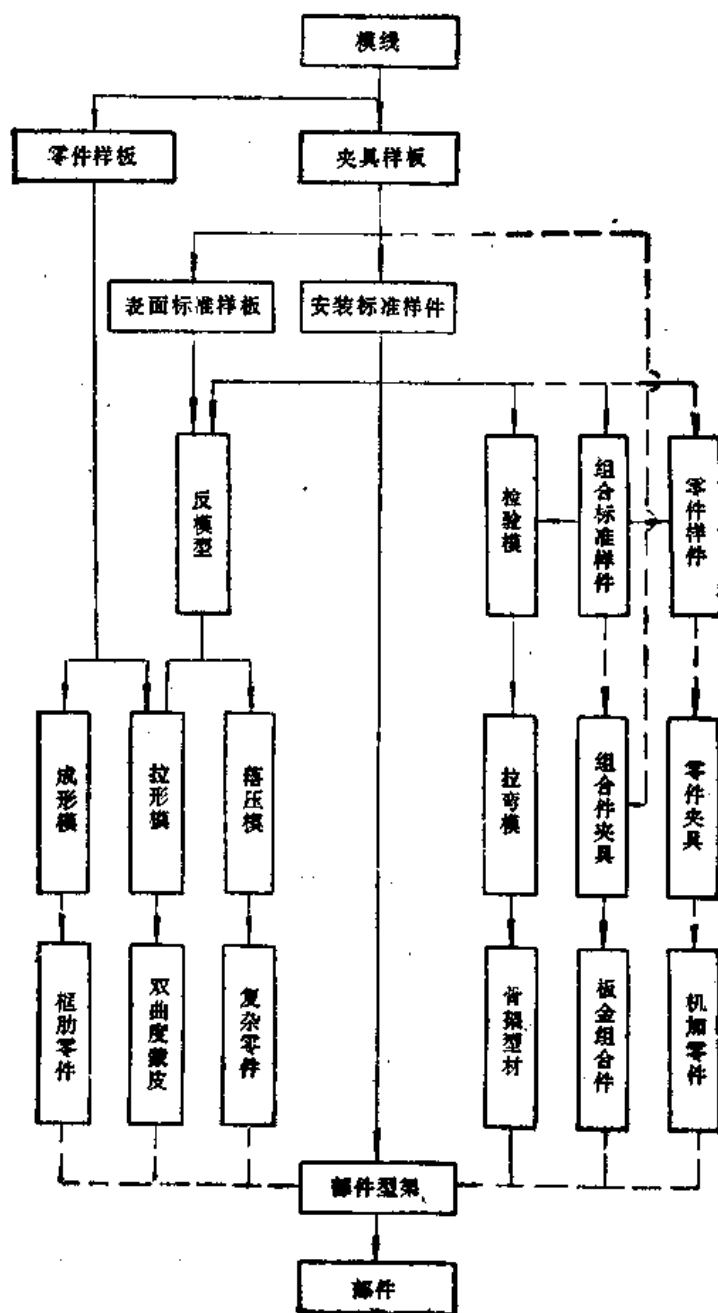 模线
零件样板
夹具样板
表面标准样板
安装标准样件
反模型
检验模
组合标准样件
零件样件
成形模
拉形模
落压模
拉弯模
组合件夹具
零件夹具
框肋零件
双曲度蒙皮
复杂零件
骨架型材
板金组合件
机加零件
部件型架
部件